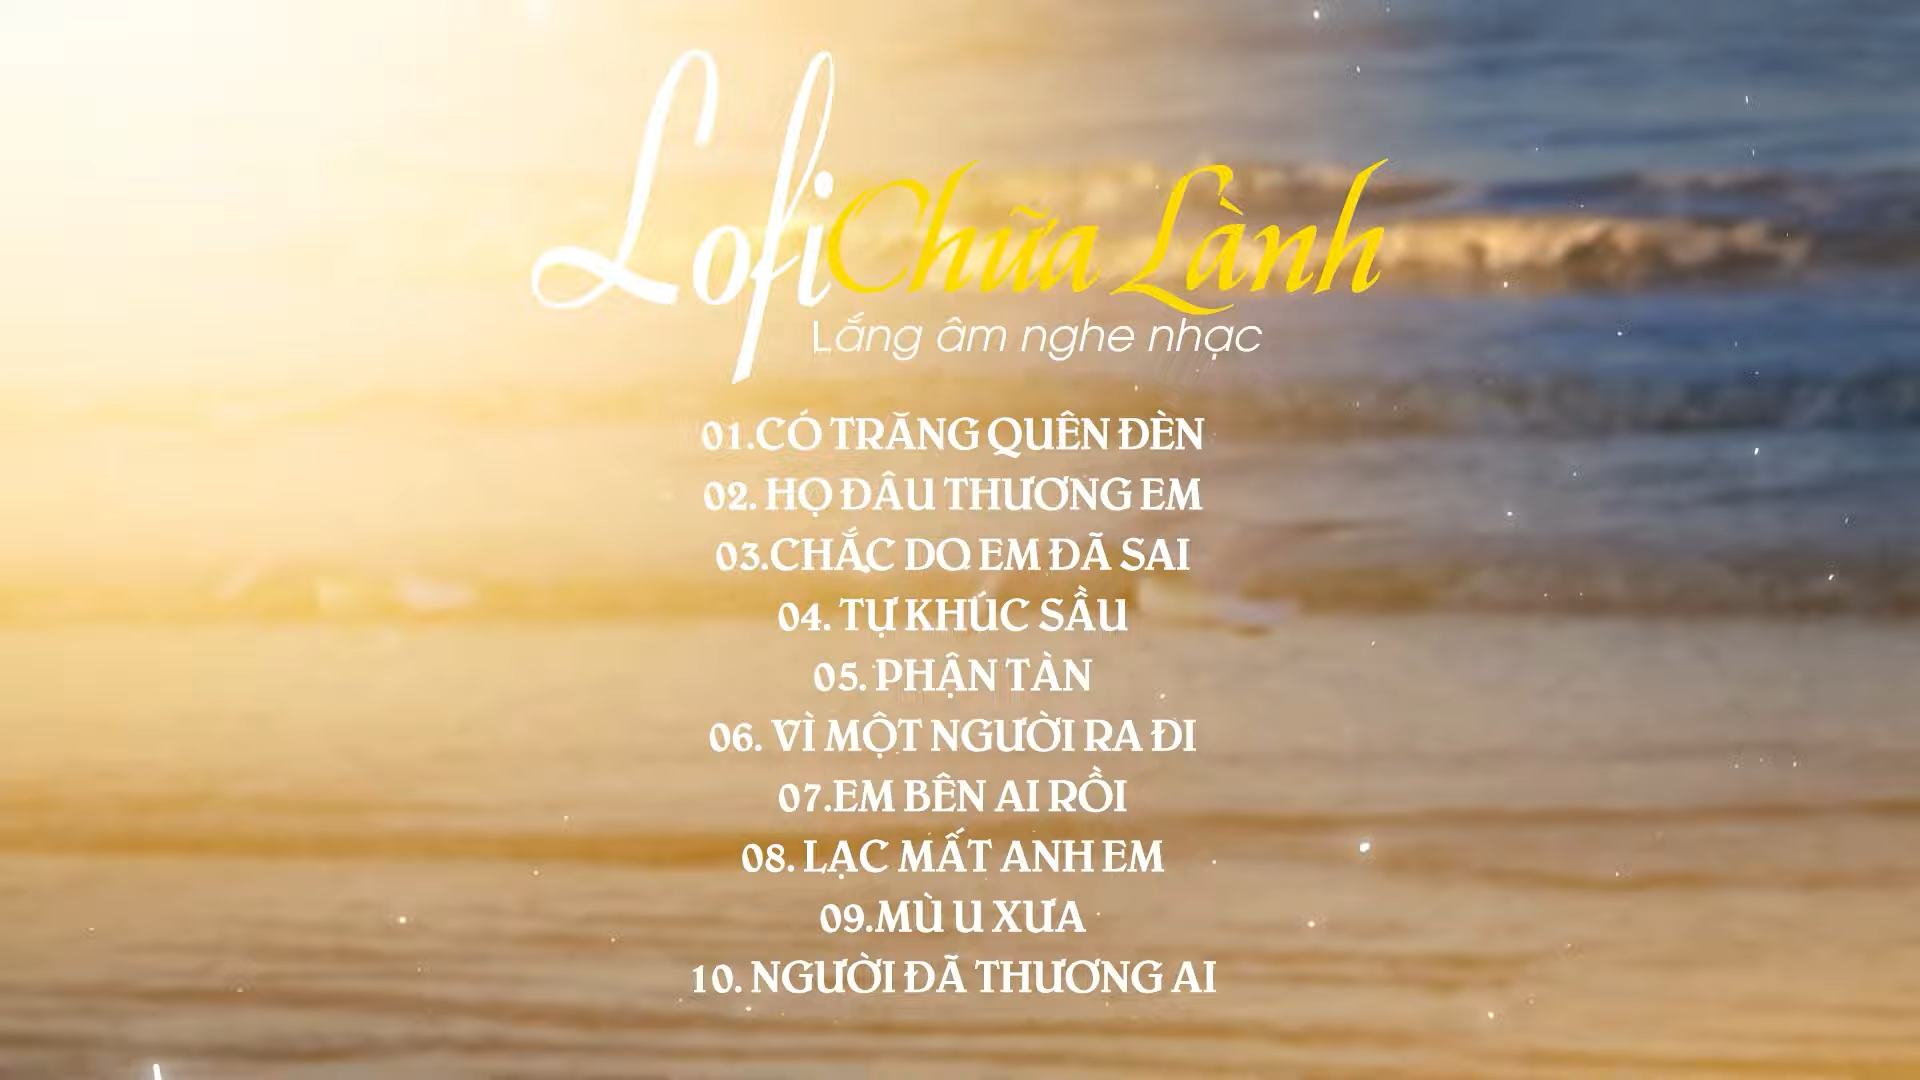 Lofi Chữa Lành
Lắng âm nghe nhạc
01.CÓ TRĂNG QUÊN ĐÈN
02. HỌ ĐÂU THƯƠNG EM
03.CHẮC DO EM ĐÃ SAI
04. TỰ KHÚC SẦU
05. PHẬN TÀN
06. VÌ MỘT NGƯỜI RA ĐI
07.EM BÊN AI RỒI
08. LẠC MẤT ANH EM
09.MÙ U XƯA
10. NGƯỜI ĐÃ THƯƠNG AI